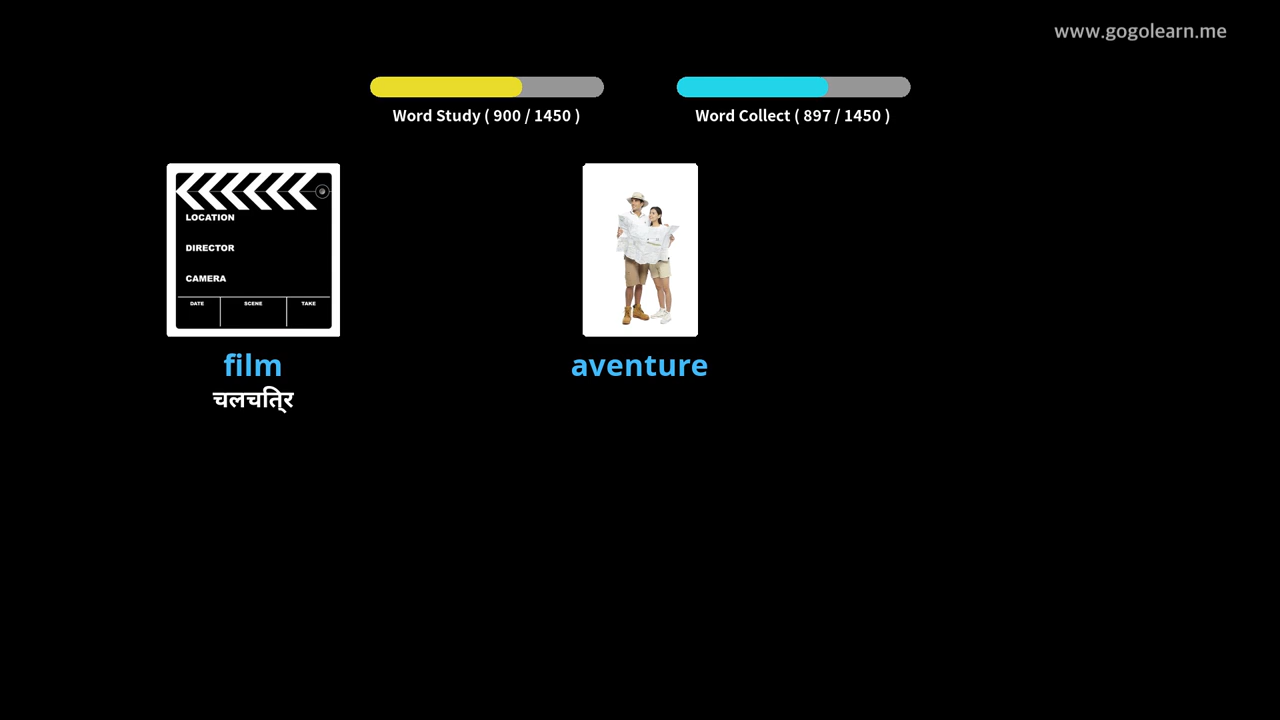 www.gogolearn.me
Word Study ( 900 / 1450 )
Word Collect ( 897 / 1450 )
LOCATION
DIRECTOR
CAMERA
DATE SCENE TAKE
film
aventure
चलचित्रि